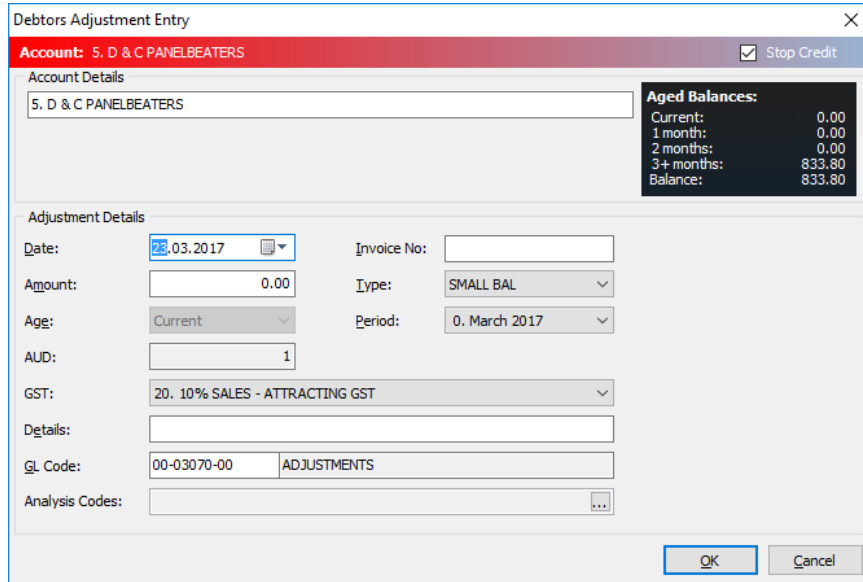 Debtors Adjustment Entry
Account: 5. D & C PANELBEATERS Stop Credit
Account Details
5. D & C PANELBEATERS
Aged Balances:
Current: 0.00
1 month: 0.00
2 months: 0.00
3+ months: 833.80
Balance: 833.80
Adjustment Details
Date: 23.03.2017 Invoice No:
Amount: 0.00 Type: SMALL BAL
Age: Current Period: 0. March 2017
AUD: 1
GST: 20. 10% SALES - ATTRACTING GST
Details:
GL Code: 00-03070-00 ADJUSTMENTS
Analysis Codes: ...
OK Cancel